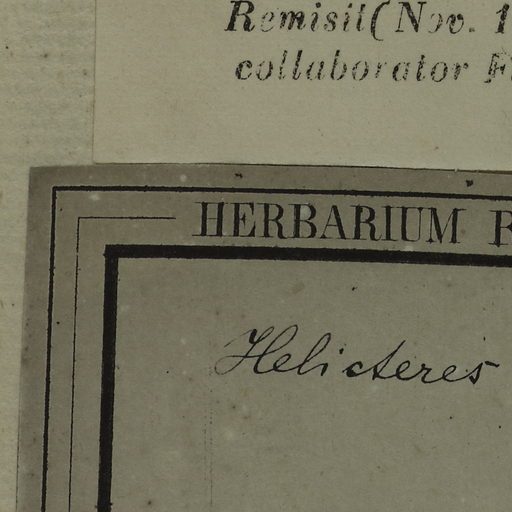 Remisit (Nov. 1
collaborator F
HERBARIUM
Helicteres